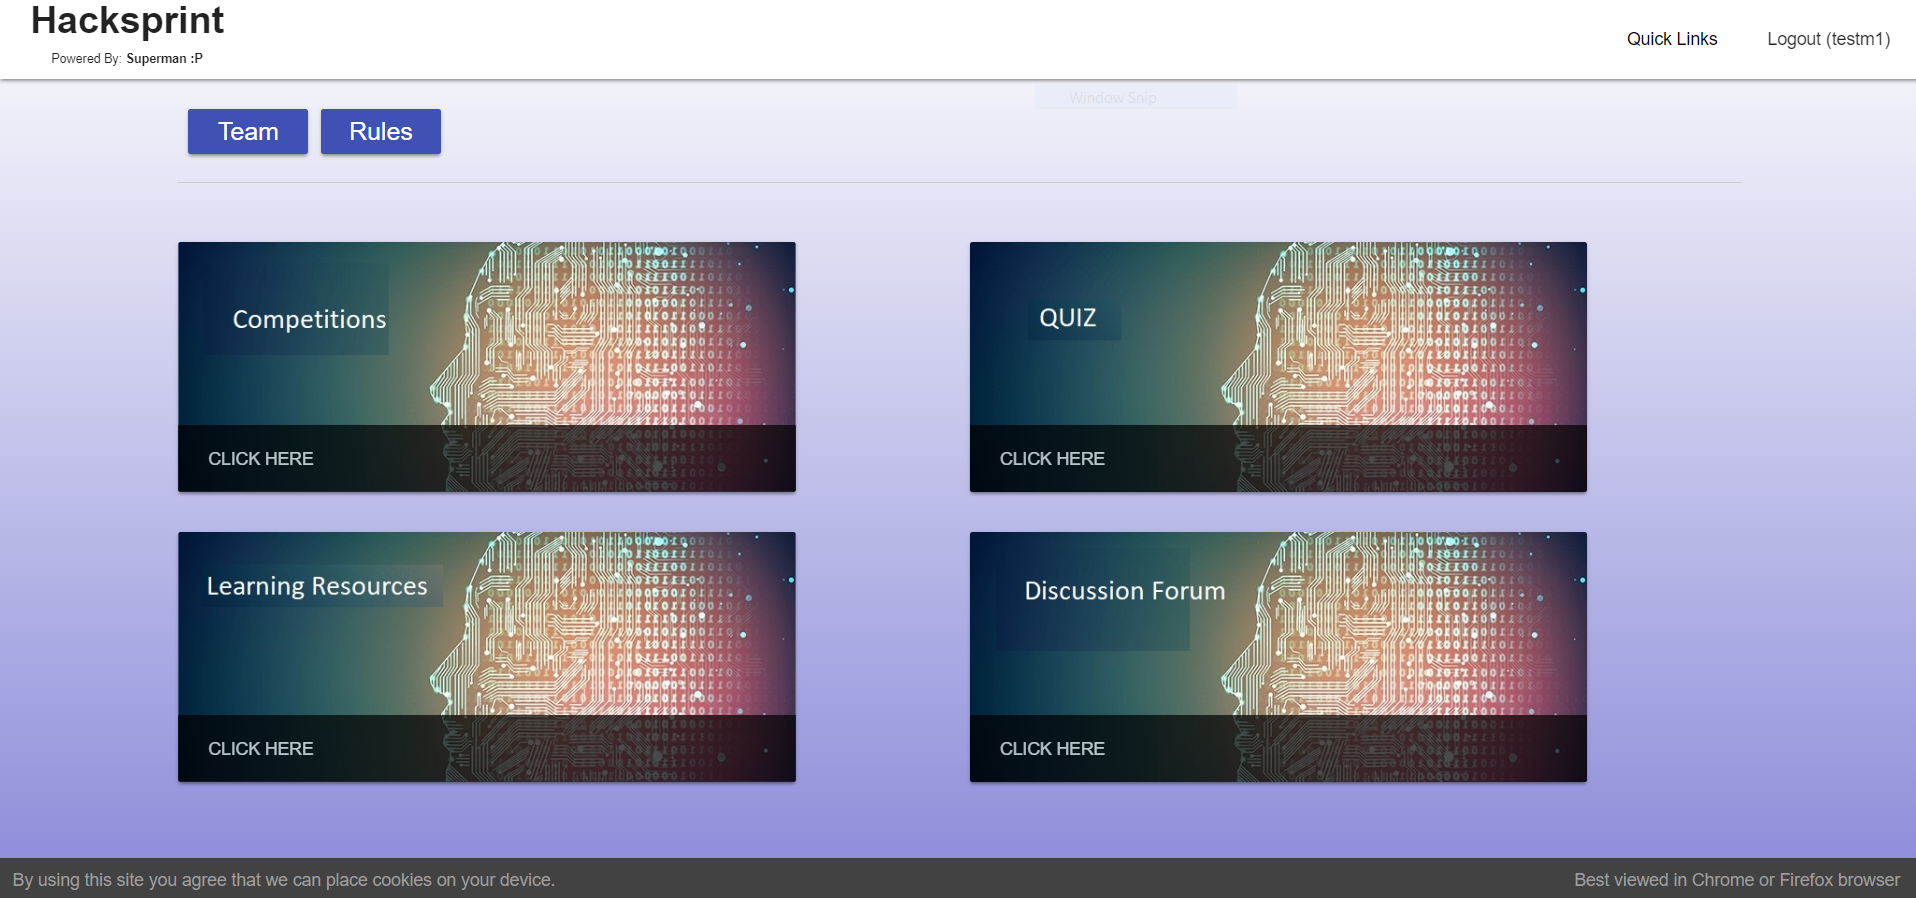 Hacksprint
Powered By: Superman :P
Quick Links
Logout (testm1)
Window Snip
Team
Rules
Competitions
CLICK HERE
QUIZ
CLICK HERE
Learning Resources
CLICK HERE
Discussion Forum
CLICK HERE
By using this site you agree that we can place cookies on your device.
Best viewed in Chrome or Firefox browser